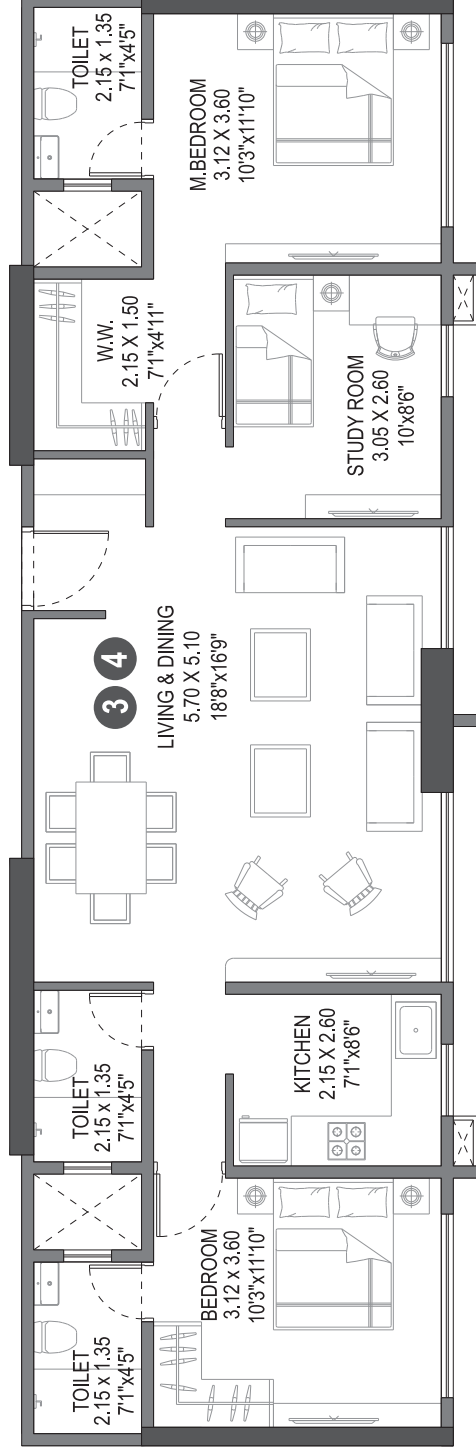 TOILET
2.15 x 1.35
7'1"x4'5"
M.BEDROOM
3.12 X 3.60
10'3"x11'10"
W.W.
2.15 X 1.50
7'1"x4'11"
STUDY ROOM
3.05 X 2.60
10'x8'6"
3 4
LIVING & DINING
5.70 X 5.10
18'8"x16'9"
TOILET
2.15 x 1.35
7'1"x4'5"
KITCHEN
2.15 X 2.60
7'1"x8'6"
BEDROOM
3.12 x 3.60
10'3"x11'10"
TOILET
2.15 x 1.35
7'1"x4'5"